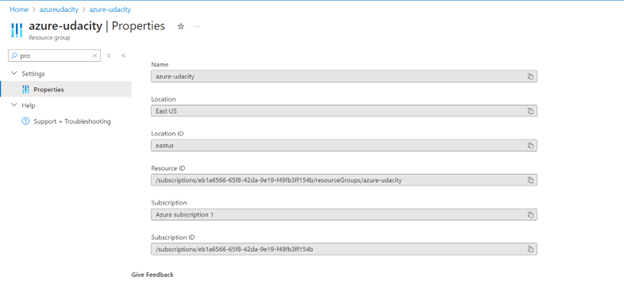 Home > azureudacity > azure-udacity
azure-udacity | Properties ☆ ...
Resource group
pro
Settings
Properties
Help
Support + Troubleshooting
Name
azure-udacity
Location
East US
Location ID
eastus
Resource ID
/subscriptions/eb1a6566-65f8-42da-9e19-f49fb3ff154b/resourceGroups/azure-udacity
Subscription
Azure subscription 1
Subscription ID
/subscriptions/eb1a6566-65f8-42da-9e19-f49fb3ff154b
Give Feedback